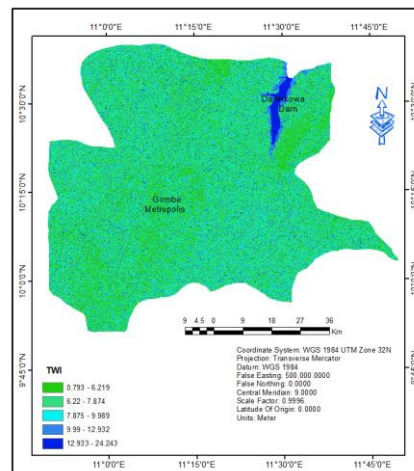 11°0'0"E 11°15'0"E 11°30'0"E 11°45'0"E
10°30'0"N
10°15'0"N
10°0'0"N
9°45'0"N
N
Dadinkowa
Dam
Gombe
Metropolis
9 4.5 0 9 18 27 36
Km
Coordinate System: WGS 1984 UTM Zone 32N
Projection: Transverse Mercator
Datum: WGS 1984
False Easting: 500,000.0000
False Northing: 0.0000
Central Meridian: 9.0000
Scale Factor: 0.9996
Latitude Of Origin: 0.0000
Units: Meter
TWI
0.793 - 6.219
6.22 - 7.874
7.875 - 9.989
9.99 - 12.932
12.933 - 24.243
11°0'0"E 11°15'0"E 11°30'0"E 11°45'0"E